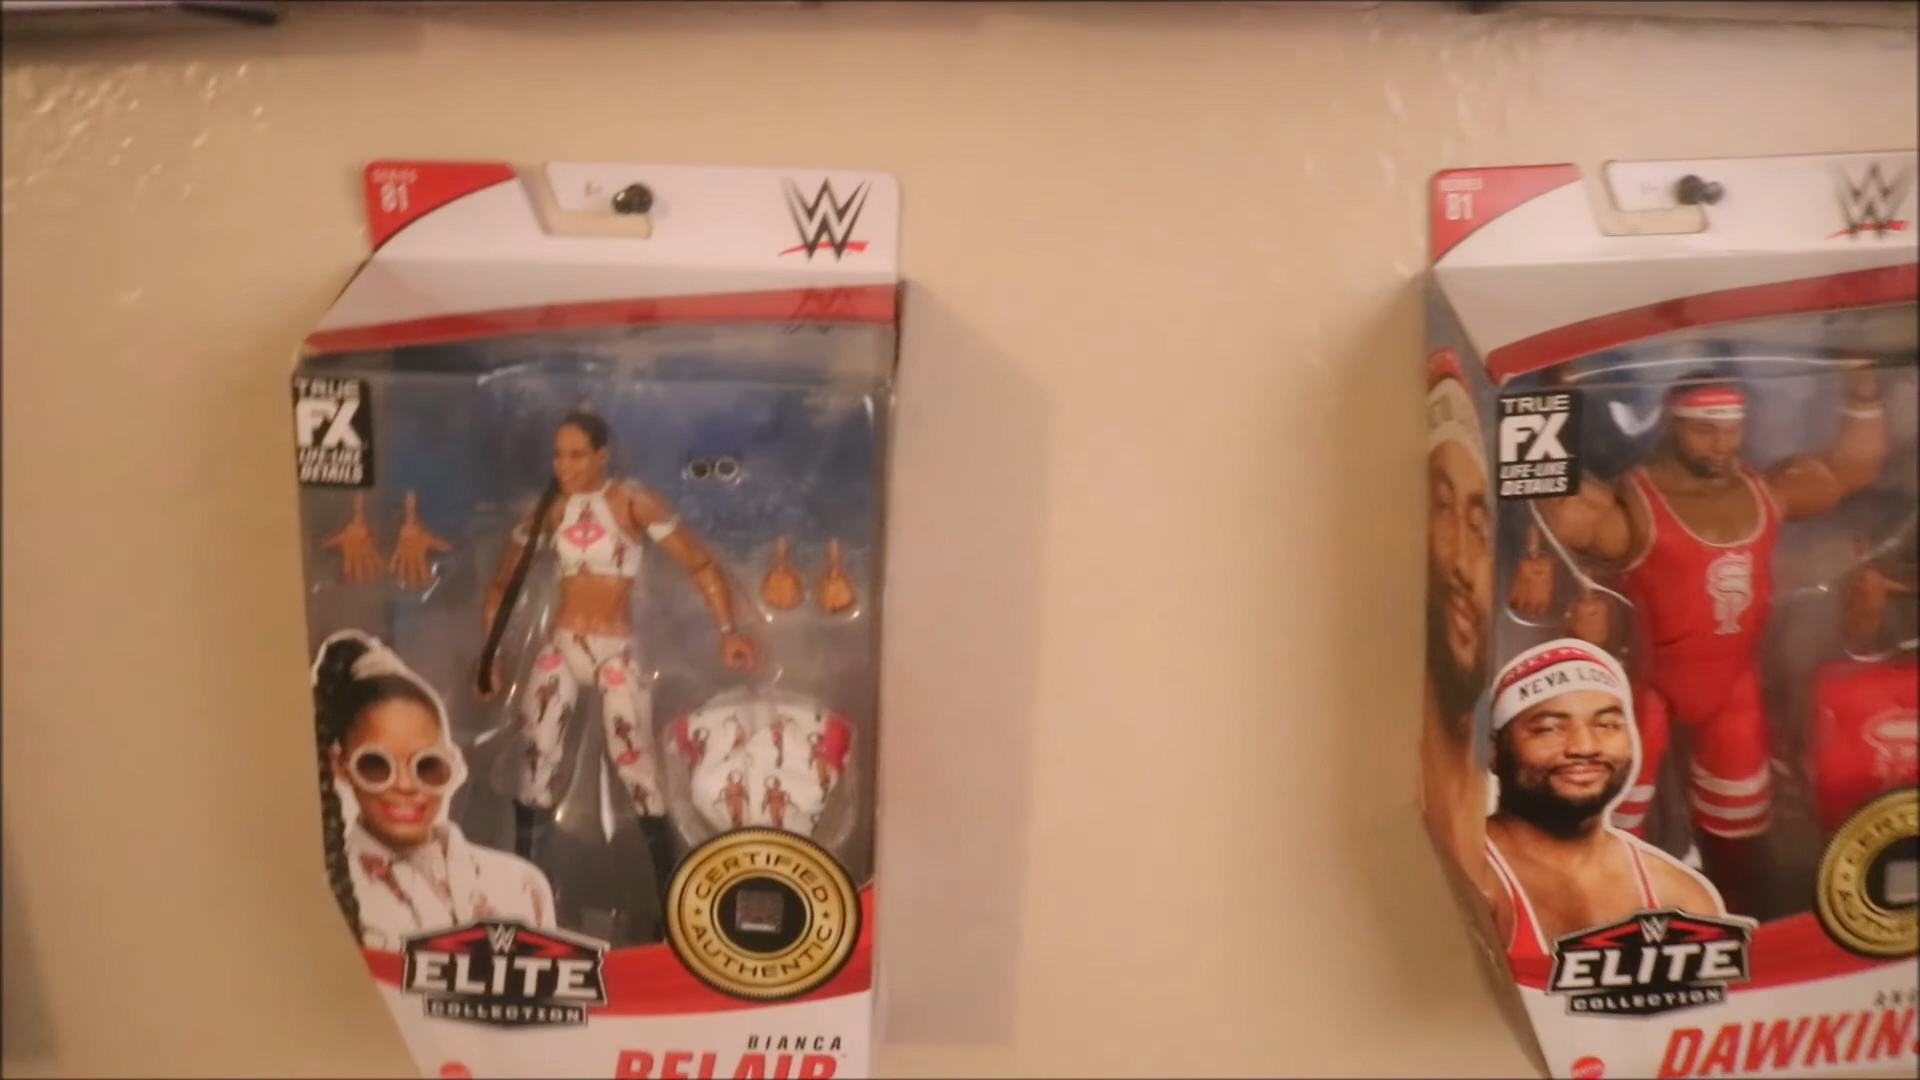 SERIES
81
W
TRUE
FX
LIFE-LIKE
DETAILS
CERTIFIED
AUTHENTIC
W
ELITE
COLLECTION
BIANCA
BELAIR
SERIES
81
W
TRUE
FX
LIFE-LIKE
DETAILS
NEVA LOS
W
ELITE
COLLECTION
DAWKIN